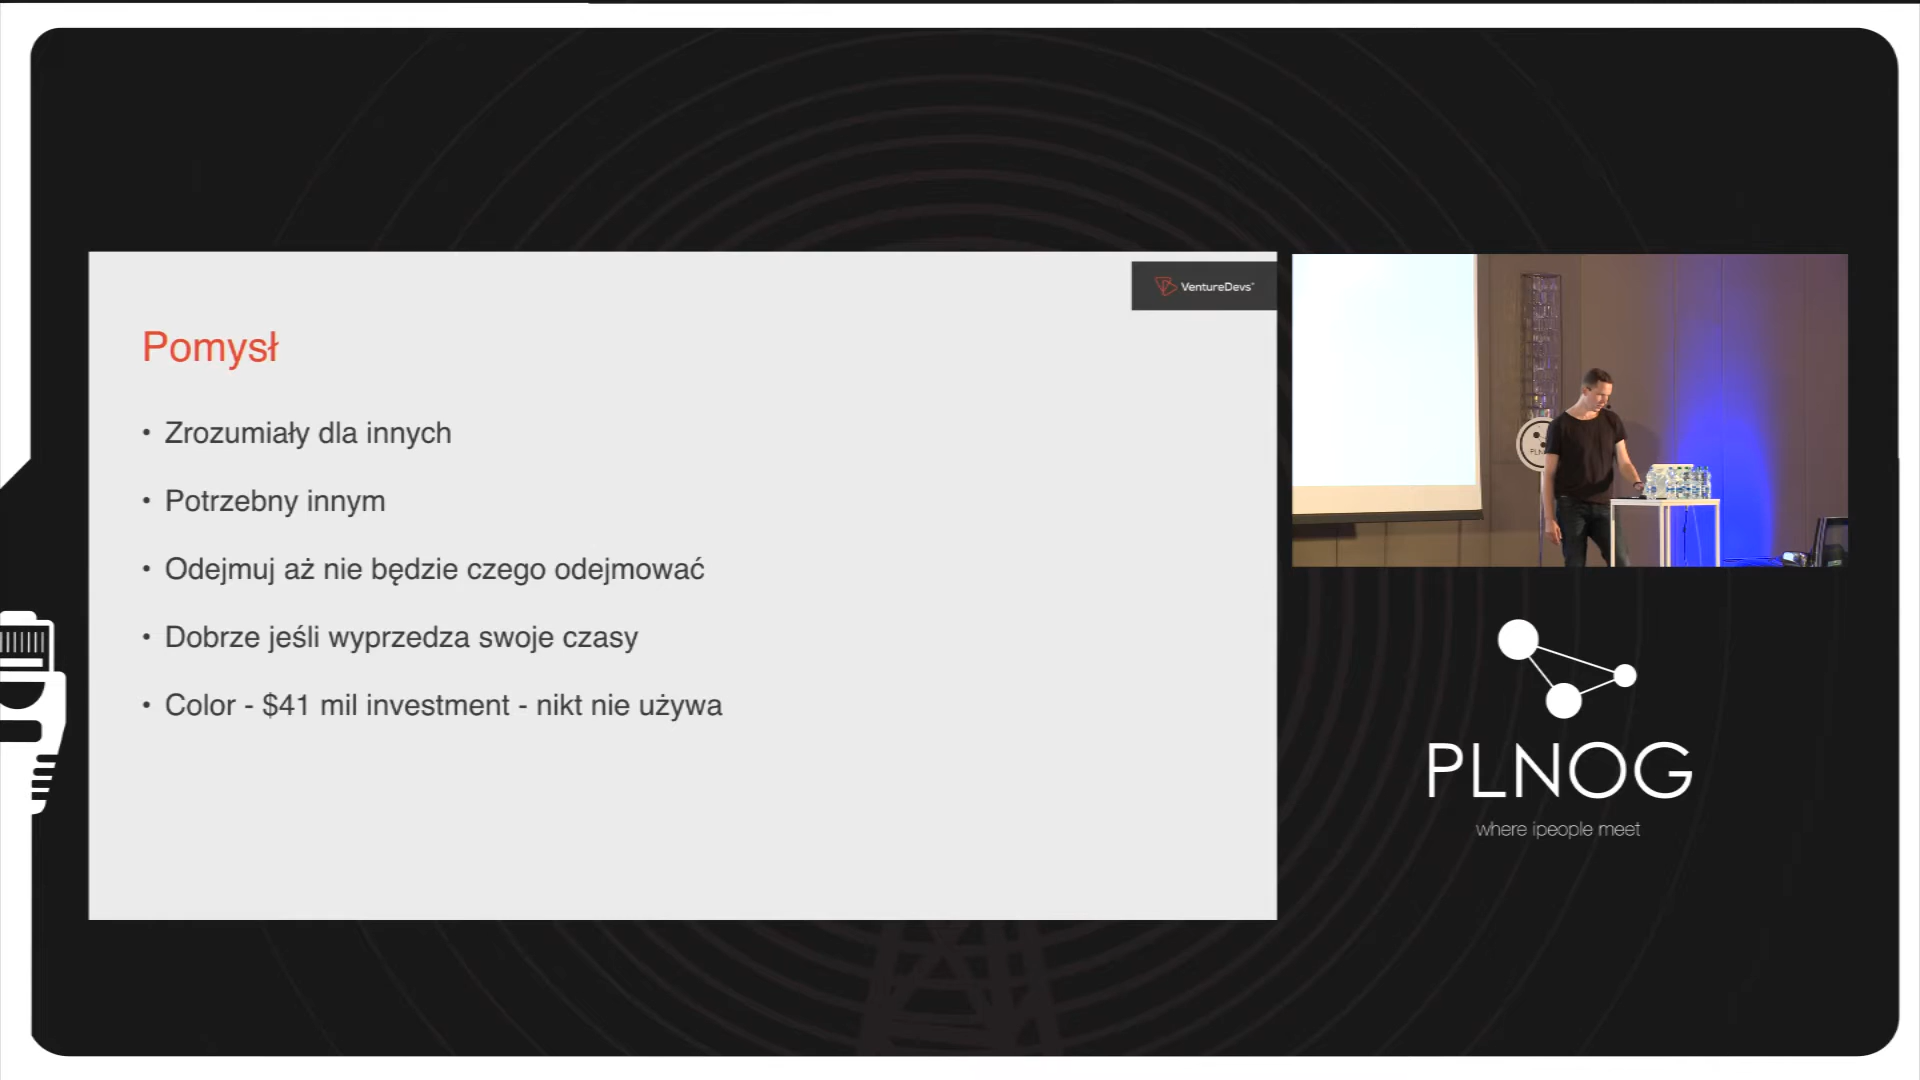 VentureDevs
Pomysł
• Zrozumiały dla innych
• Potrzebny innym
• Odejmuj aż nie będzie czego odejmować
• Dobrze jeśli wyprzedza swoje czasy
• Color - $41 mil investment - nikt nie używa
PLNOG
where ipeople meet